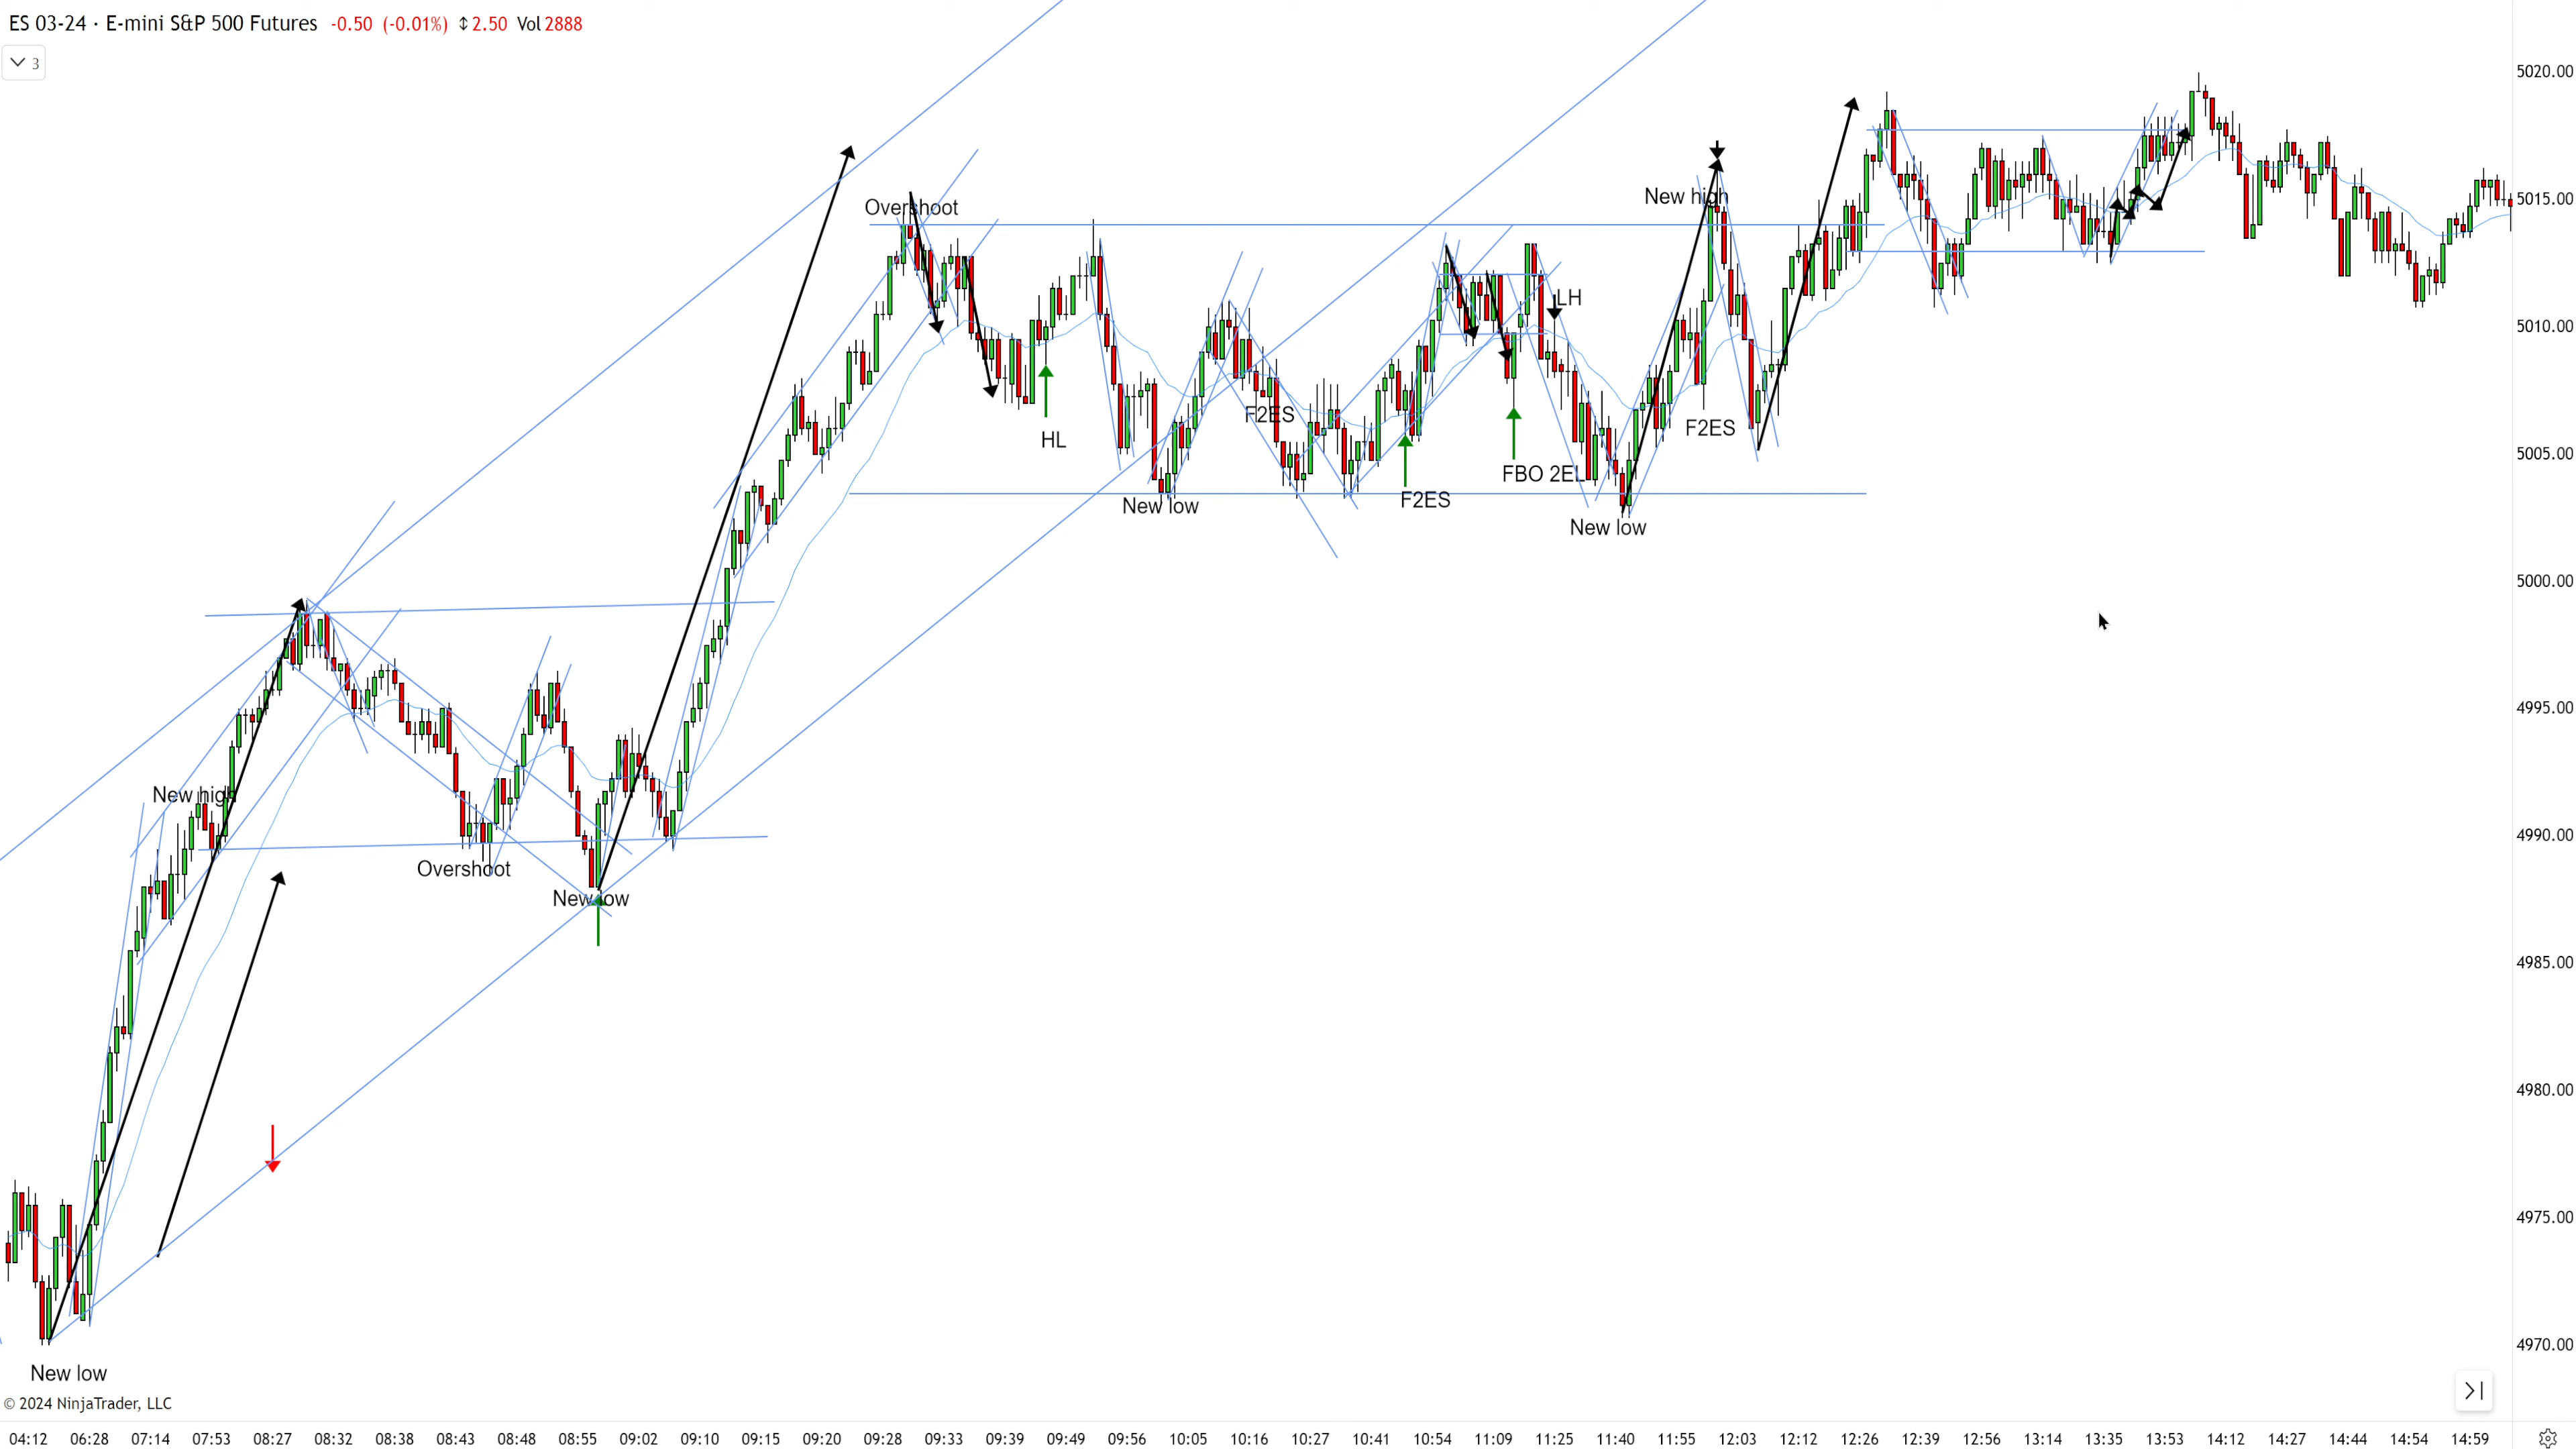 ES 03-24 · E-mini S&P 500 Futures -0.50 (-0.01%) ↕2.50 Vol 2888
3
5020.00
Overshoot
New high
5015.00
LH
5010.00
HL
F2ES
F2ES
5005.00
FBO 2EL
F2ES
New low
New low
5000.00
4995.00
New high
4990.00
Overshoot
New low
4985.00
4980.00
4975.00
4970.00
New low
© 2024 NinjaTrader, LLC
04:12 06:28 07:14 07:53 08:27 08:32 08:38 08:43 08:48 08:55 09:02 09:10 09:15 09:20 09:28 09:33 09:39 09:49 09:56 10:05 10:16 10:27 10:41 10:54 11:09 11:25 11:40 11:55 12:03 12:12 12:26 12:39 12:56 13:14 13:35 13:53 14:12 14:27 14:44 14:54 14:59